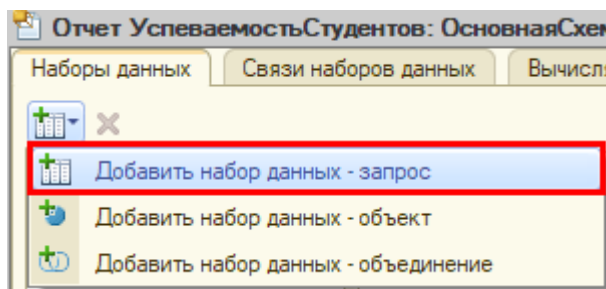 Отчет УспеваемостьСтудентов: ОсновнаяСхем
Наборы данных Связи наборов данных Вычисля
Добавить набор данных - запрос
Добавить набор данных - объект
Добавить набор данных - объединение